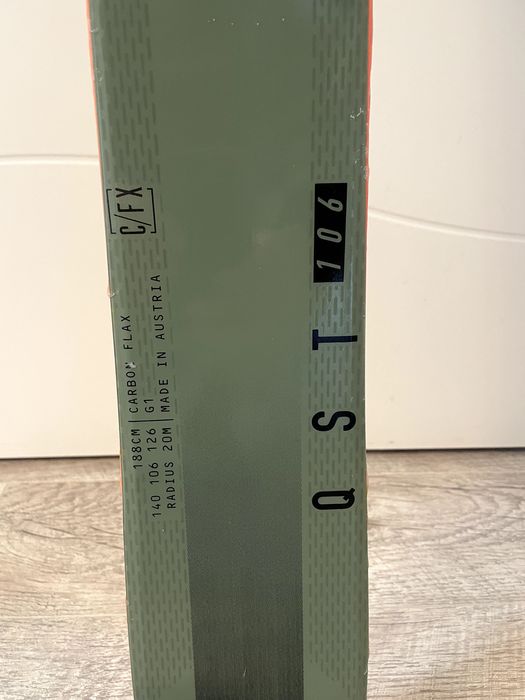 C/FX
188CM | CARBON FLAX
140 106 126 G1
RADIUS 20M | MADE IN AUSTRIA
QST 106